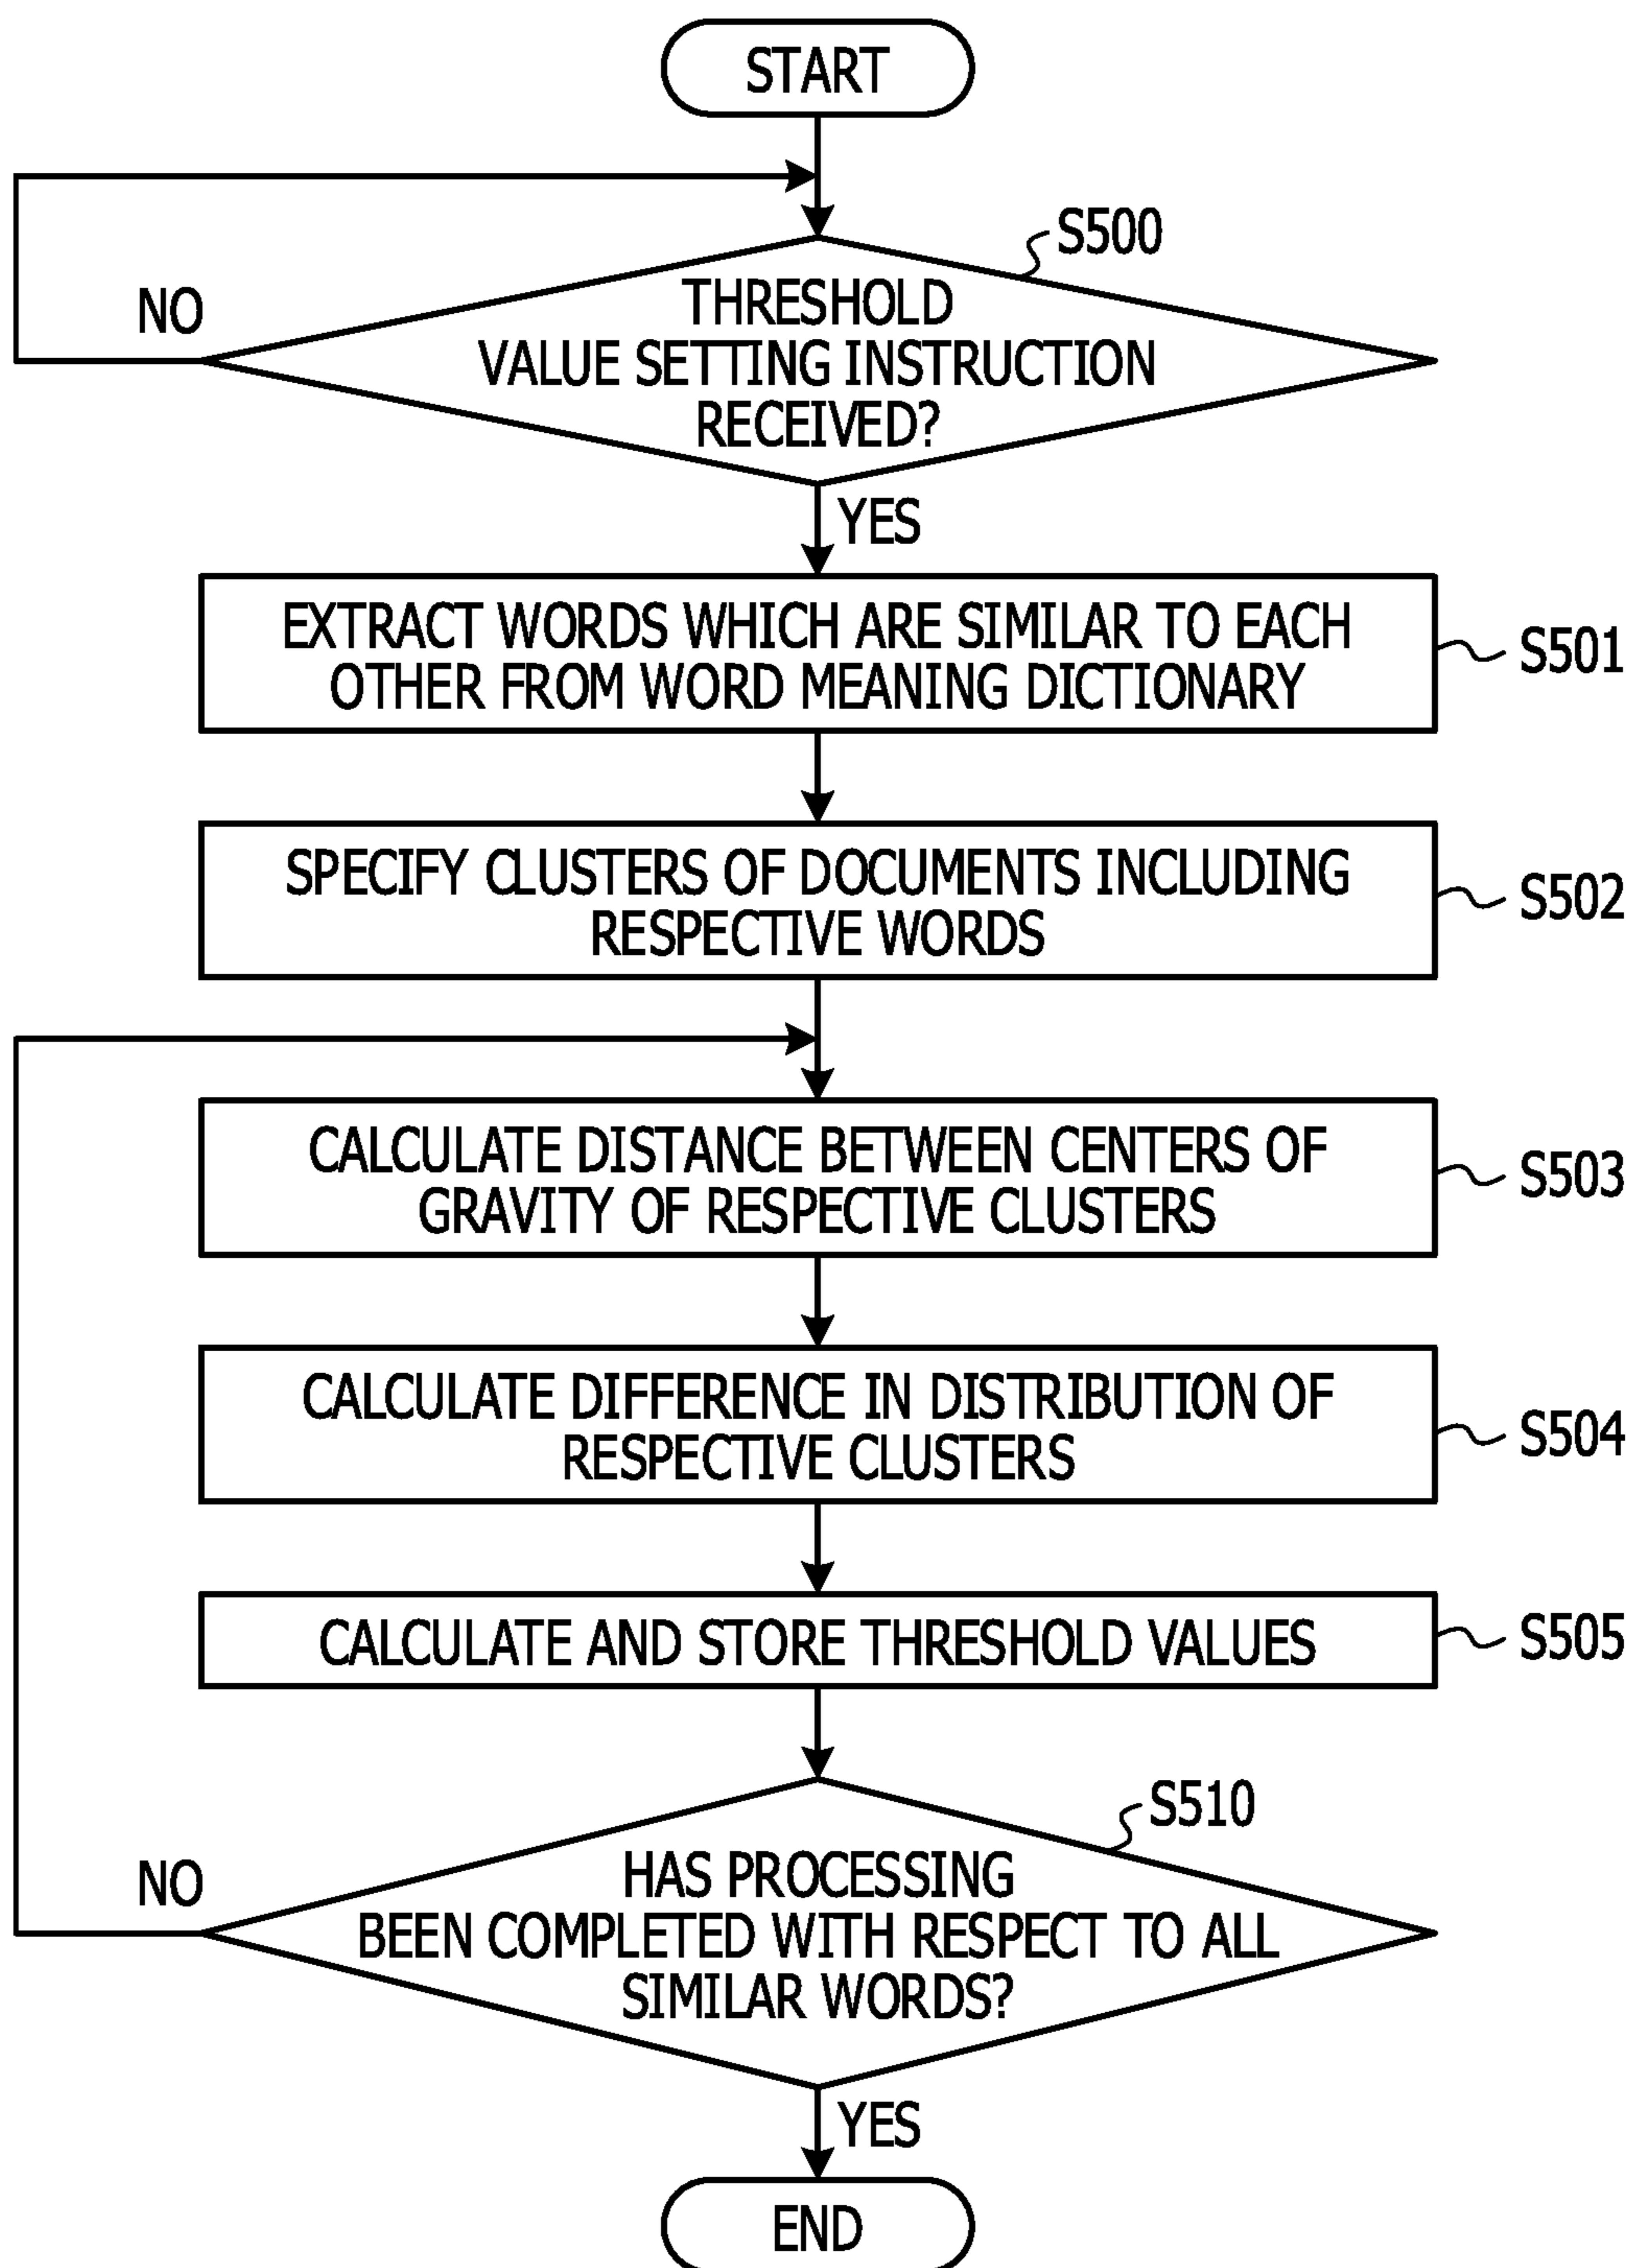 START
S500
NO
THRESHOLD
VALUE SETTING INSTRUCTION
RECEIVED?
YES
EXTRACT WORDS WHICH ARE SIMILAR TO EACH
OTHER FROM WORD MEANING DICTIONARY
S501
SPECIFY CLUSTERS OF DOCUMENTS INCLUDING
RESPECTIVE WORDS
S502
CALCULATE DISTANCE BETWEEN CENTERS OF
GRAVITY OF RESPECTIVE CLUSTERS
S503
CALCULATE DIFFERENCE IN DISTRIBUTION OF
RESPECTIVE CLUSTERS
S504
CALCULATE AND STORE THRESHOLD VALUES
S505
S510
NO
HAS PROCESSING
BEEN COMPLETED WITH RESPECT TO ALL
SIMILAR WORDS?
YES
END